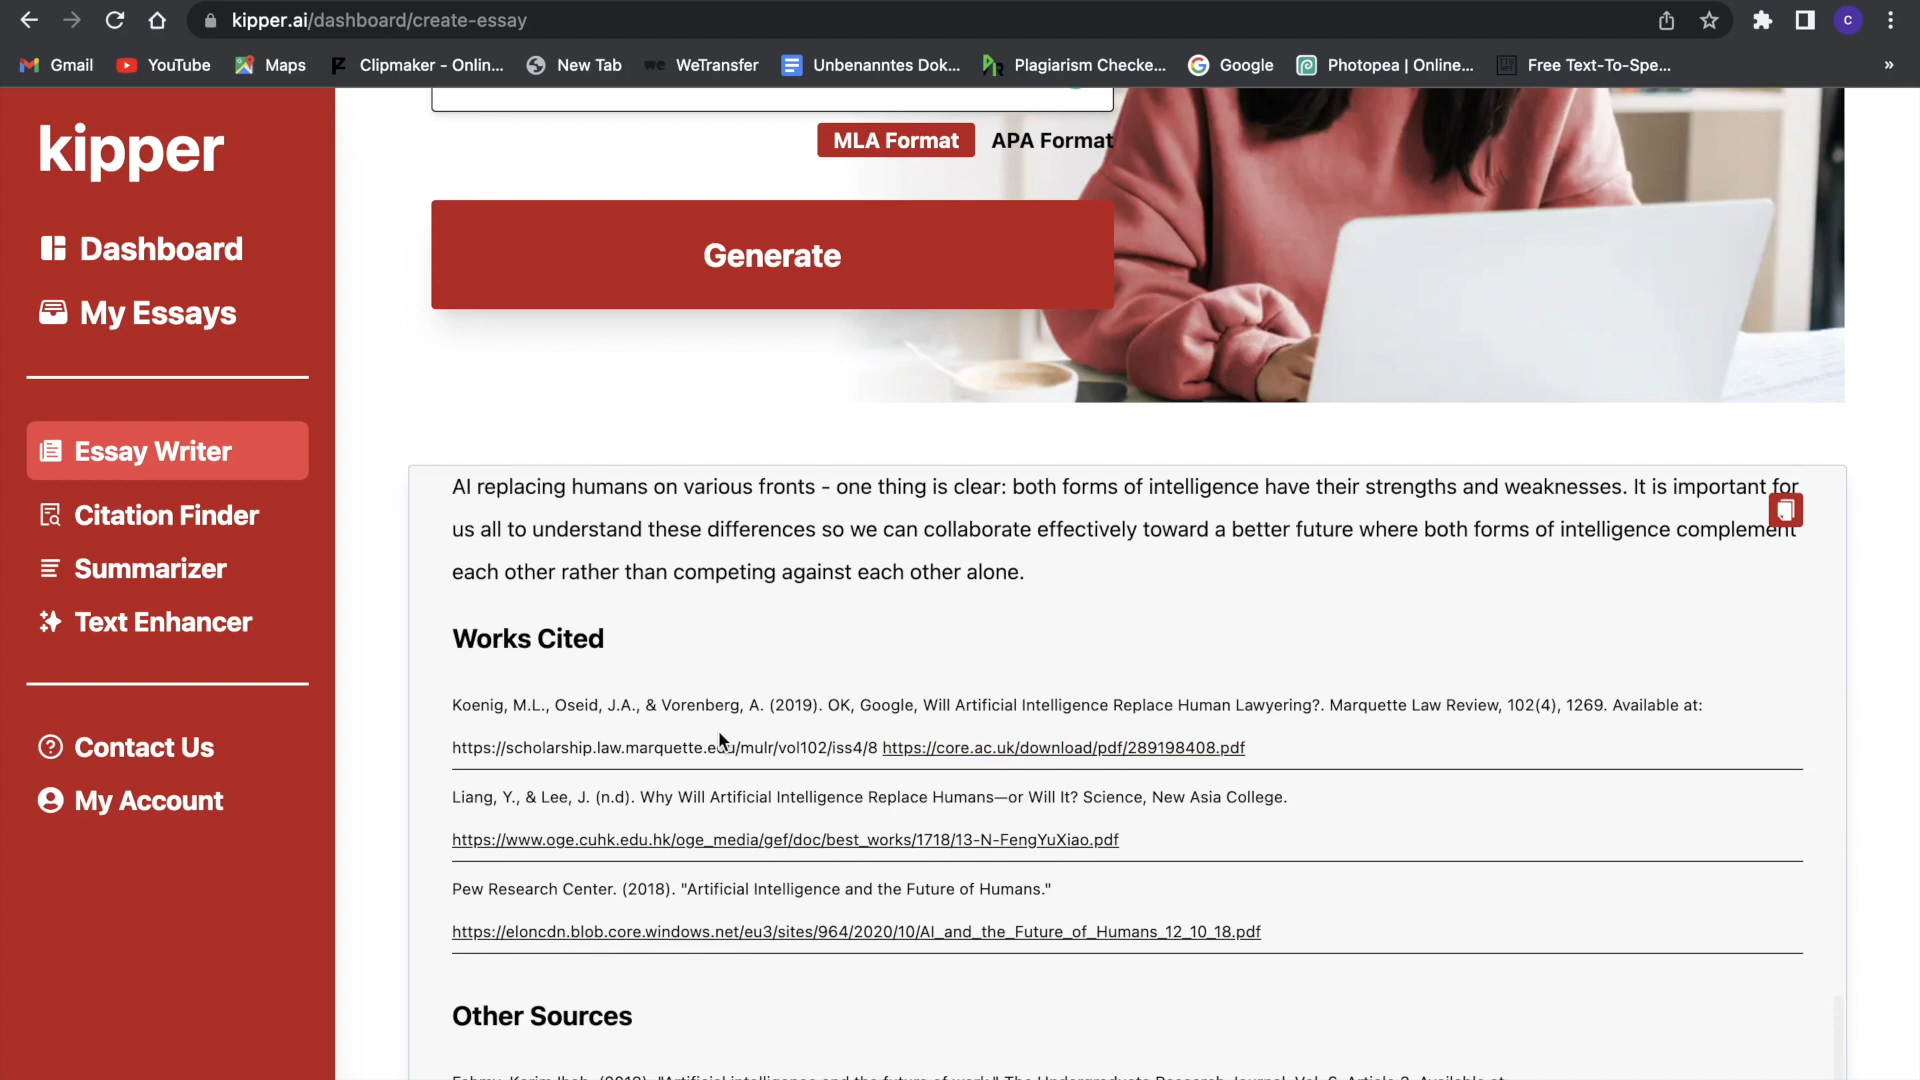 kipper.ai/dashboard/create-essay
C
Gmail
YouTube
Maps
Clipmaker - Onlin...
New Tab
we WeTransfer
Unbenanntes Dok...
Plagiarism Checke...
Google
Photopea | Online...
Free Text-To-Spe...
»
kipper
Dashboard
My Essays
Essay Writer
Citation Finder
Summarizer
Text Enhancer
Contact Us
My Account
MLA Format
APA Format
Generate
AI replacing humans on various fronts - one thing is clear: both forms of intelligence have their strengths and weaknesses. It is important for
us all to understand these differences so we can collaborate effectively toward a better future where both forms of intelligence complement
each other rather than competing against each other alone.
Works Cited
Koenig, M.L., Oseid, J.A., & Vorenberg, A. (2019). OK, Google, Will Artificial Intelligence Replace Human Lawyering?. Marquette Law Review, 102(4), 1269. Available at:
https://scholarship.law.marquette.edu/mulr/vol102/iss4/8 https://core.ac.uk/download/pdf/289198408.pdf
Liang, Y., & Lee, J. (n.d). Why Will Artificial Intelligence Replace Humans—or Will It? Science, New Asia College.
https://www.oge.cuhk.edu.hk/oge_media/gef/doc/best_works/1718/13-N-FengYuXiao.pdf
Pew Research Center. (2018). "Artificial Intelligence and the Future of Humans."
https://eloncdn.blob.core.windows.net/eu3/sites/964/2020/10/AI_and_the_Future_of_Humans_12_10_18.pdf
Other Sources